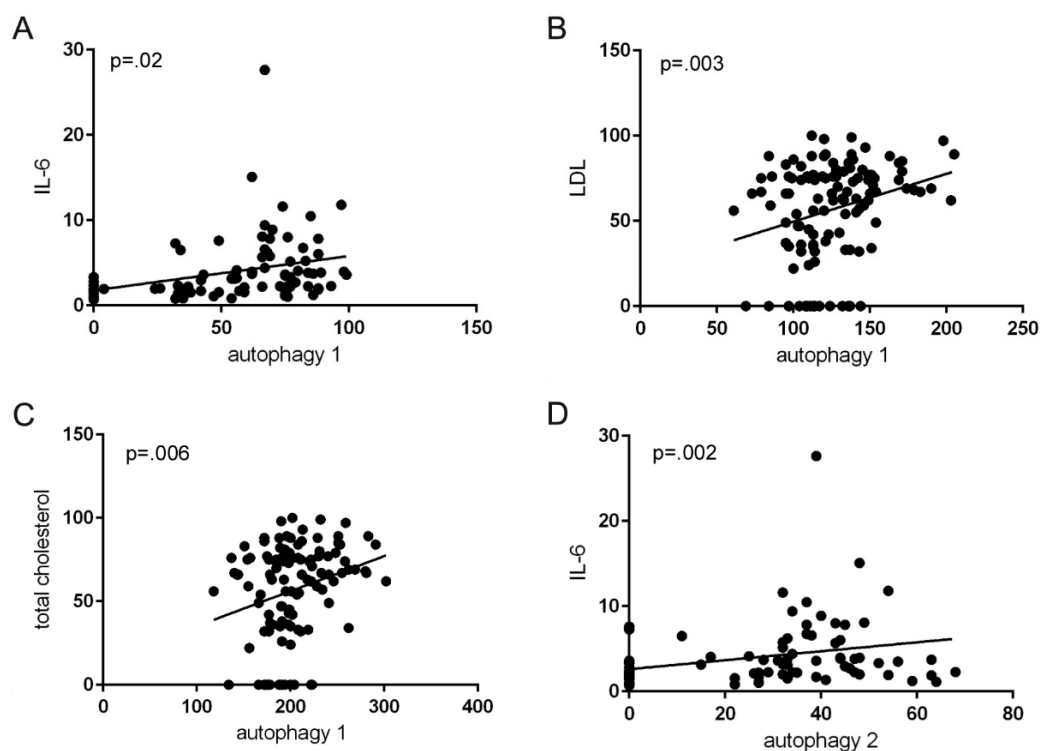 A
p=.02
IL-6
30
20
10
0
0 50 100 150
autophagy 1
B
p=.003
LDL
150
100
50
0
0 50 100 150 200 250
autophagy 1
C
p=.006
total cholesterol
150
100
50
0
0 100 200 300 400
autophagy 1
D
p=.002
IL-6
30
20
10
0
0 20 40 60 80
autophagy 2